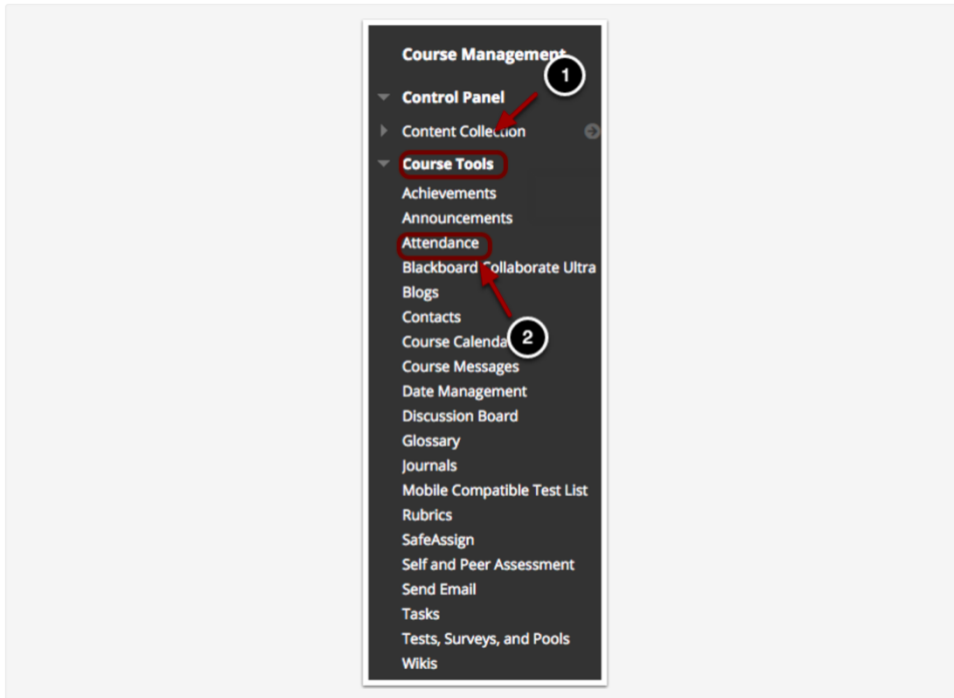 Course Management
1
Control Panel
Content Collection
Course Tools
Achievements
Announcements
Attendance
Blackboard Collaborate Ultra
Blogs
Contacts
Course Calenda
2
Course Messages
Date Management
Discussion Board
Glossary
Journals
Mobile Compatible Test List
Rubrics
SafeAssign
Self and Peer Assessment
Send Email
Tasks
Tests, Surveys, and Pools
Wikis